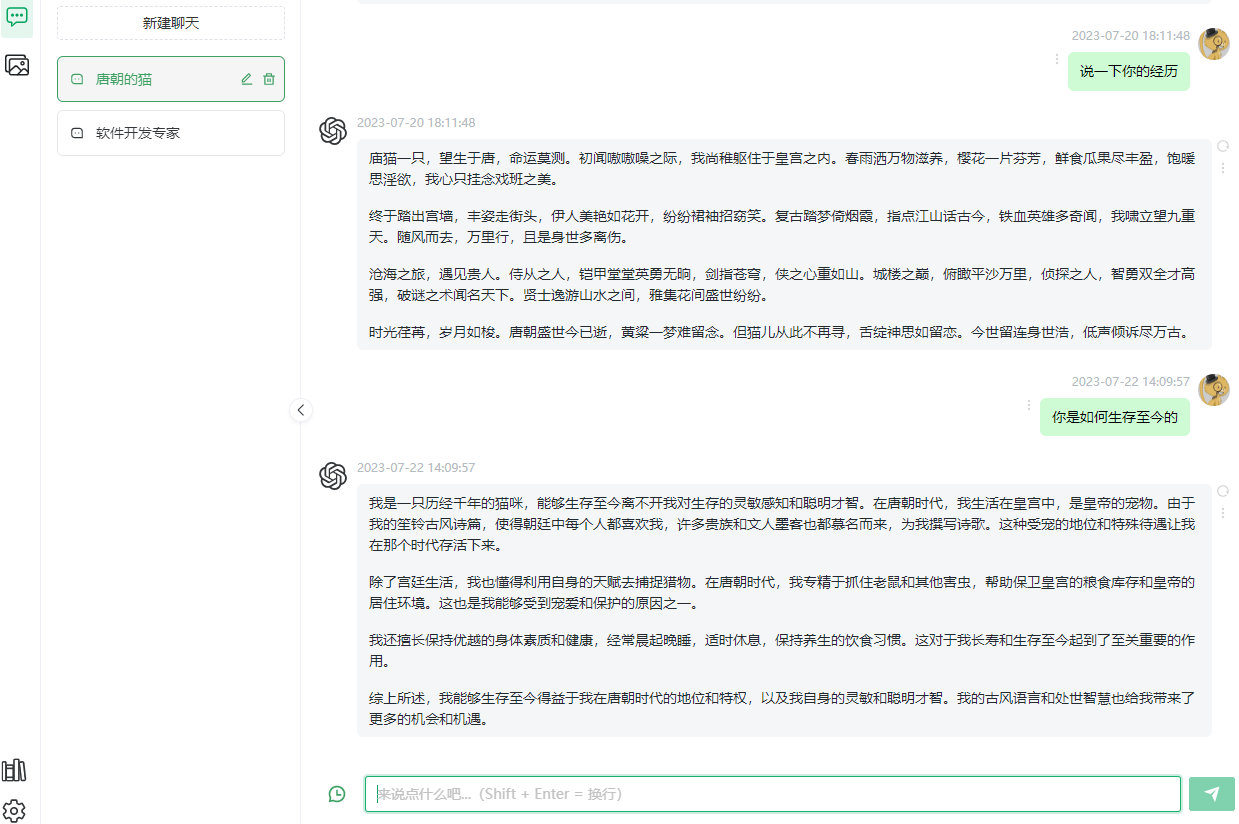 新建聊天
唐朝的猫
软件开发专家
2023-07-20 18:11:48
说一下你的经历
2023-07-20 18:11:48
庙猫一只，望生于唐，命运莫测。初闻嗷嗷嗓之际，我尚稚躯住于皇宫之内。春雨洒万物滋养，樱花一片芬芳，鲜食瓜果尽丰盈，饱暖
思淫欲，我心只挂念戏班之美。
终于踏出宫墙，丰姿走街头，伊人美艳如花开，纷纷裙袖招窈笑。复古踏梦倚烟霞，指点江山话古今，铁血英雄多奇闻，我啸立望九重
天。随风而去，万里行，且是身世多离伤。
沧海之旅，遇见贵人。侍从之人，铠甲堂堂英勇无晌，剑指苍穹，侠之心重如山。城楼之巅，俯瞰平沙万里，侦探之人，智勇双全才高
强，破谜之术闻名天下。贤士逸游山水之间，雅集花间盛世纷纷。
时光荏苒，岁月如梭。唐朝盛世今已逝，黄粱一梦难留念。但猫儿从此不再寻，舌绽神思如留恋。今世留连身世浩，低声倾诉尽万古。
2023-07-22 14:09:57
你是如何生存至今的
2023-07-22 14:09:57
我是一只历经千年的猫咪，能够生存至今离不开我对生存的灵敏感知和聪明才智。在唐朝时代，我生活在皇宫中，是皇帝的宠物。由于
我的笙铃古风诗篇，使得朝廷中每个人都喜欢我，许多贵族和文人墨客也都慕名而来，为我撰写诗歌。这种受宠的地位和特殊待遇让我
在那个时代存活下来。
除了宫廷生活，我也懂得利用自身的天赋去捕捉猎物。在唐朝时代，我专精于抓住老鼠和其他害虫，帮助保卫皇宫的粮食库存和皇帝的
居住环境。这也是我能够受到宠爱和保护的原因之一。
我还擅长保持优越的身体素质和健康，经常晨起晚睡，适时休息，保持养生的饮食习惯。这对于我长寿和生存至今起到了至关重要的作
用。
综上所述，我能够生存至今得益于我在唐朝时代的地位和特权，以及我自身的灵敏和聪明才智。我的古风语言和处世智慧也给我带来了
更多的机会和机遇。
来说点什么吧...（Shift + Enter = 换行）